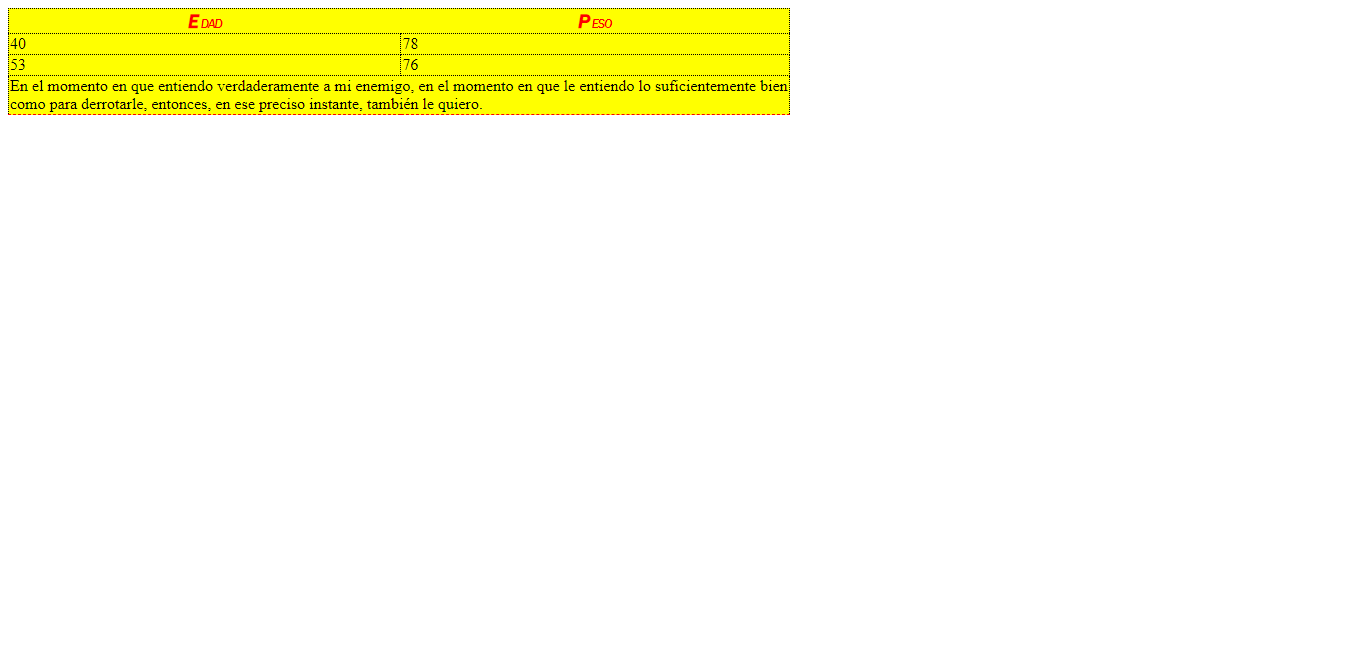 EDAD PESO
40 78
53 76
En el momento en que entiendo verdaderamente a mi enemigo, en el momento en que le entiendo lo suficientemente bien
como para derrotarle, entonces, en ese preciso instante, también le quiero.